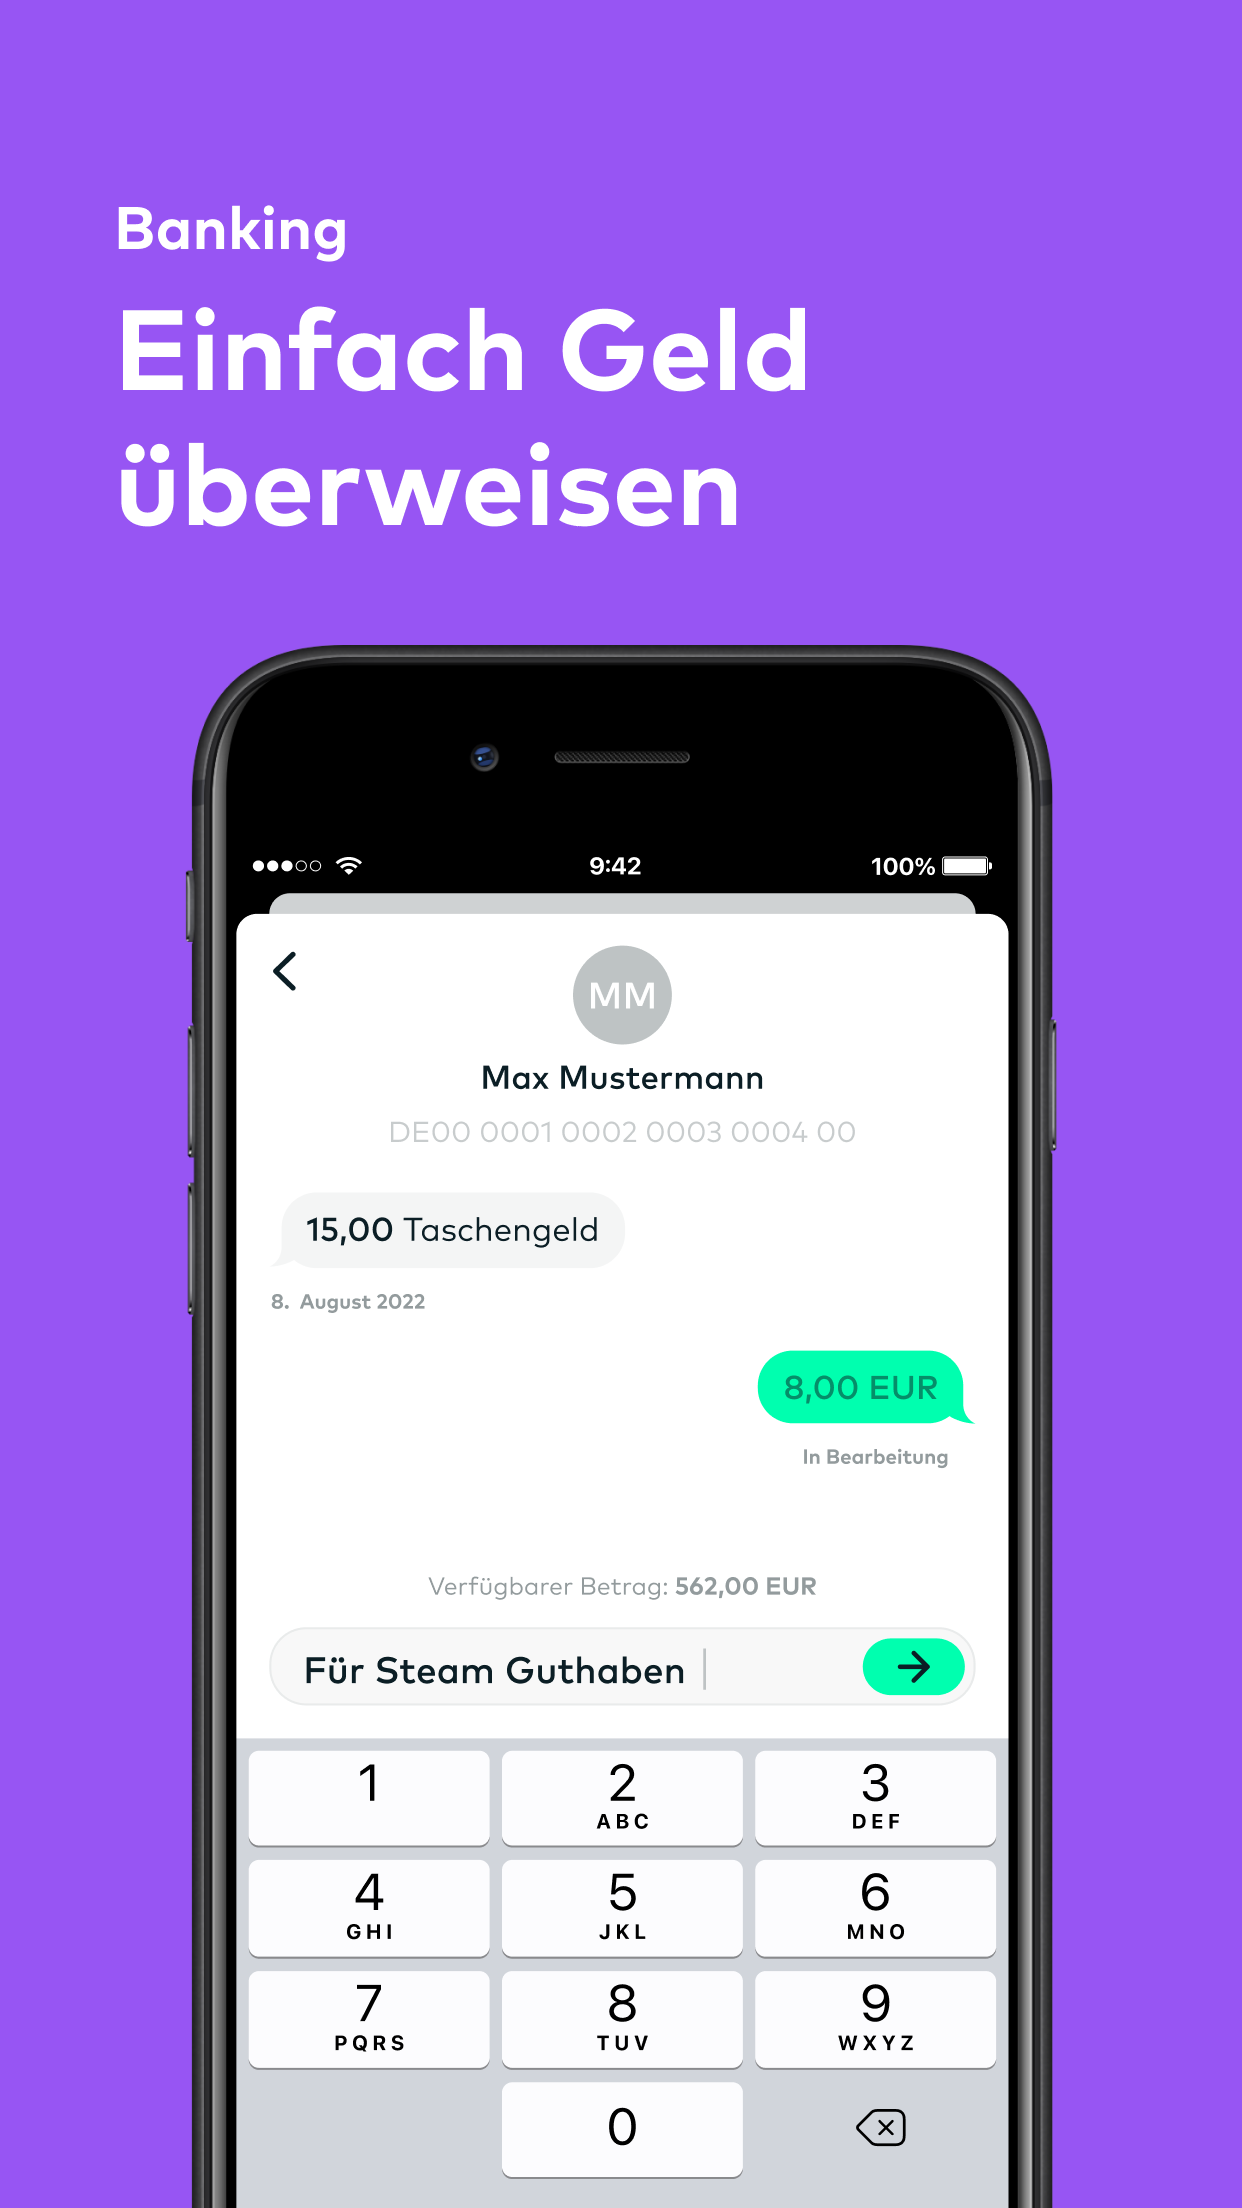 Banking
Einfach Geld
überweisen
9:42
100%
MM
Max Mustermann
DE00 0001 0002 0003 0004 00
15,00 Taschengeld
8. August 2022
8,00 EUR
In Bearbeitung
Verfügbarer Betrag: 562,00 EUR
Für Steam Guthaben
1
2
3
ABC
DEF
4
5
6
GHI
JKL
MNO
7
8
9
PQRS
TUV
WXYZ
0